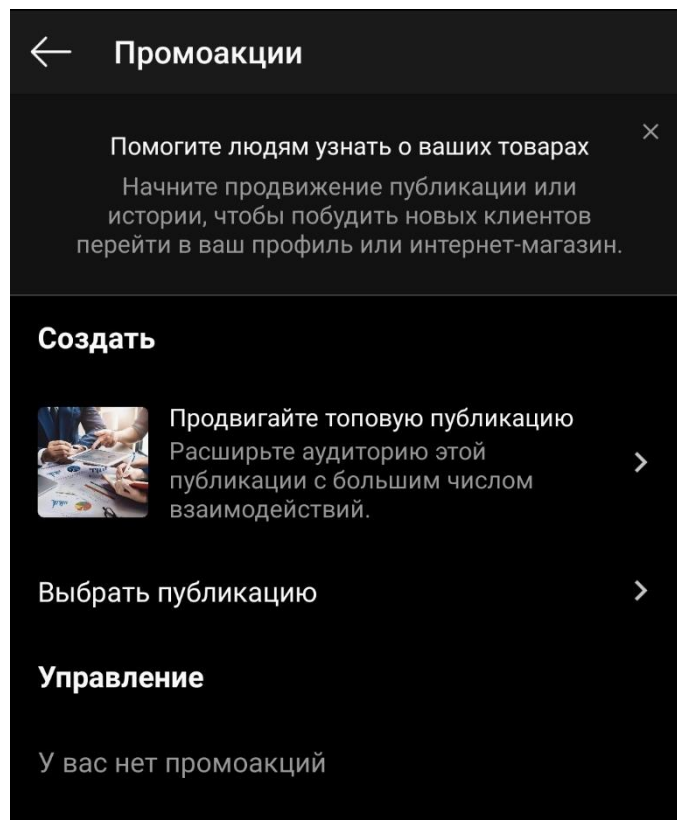 Промоакции
Помогите людям узнать о ваших товарах
Начните продвижение публикации или
истории, чтобы побудить новых клиентов
перейти в ваш профиль или интернет-магазин.
Создать
Продвигайте топовую публикацию
Расширьте аудиторию этой
публикации с большим числом
взаимодействий.
Выбрать публикацию
Управление
У вас нет промоакций